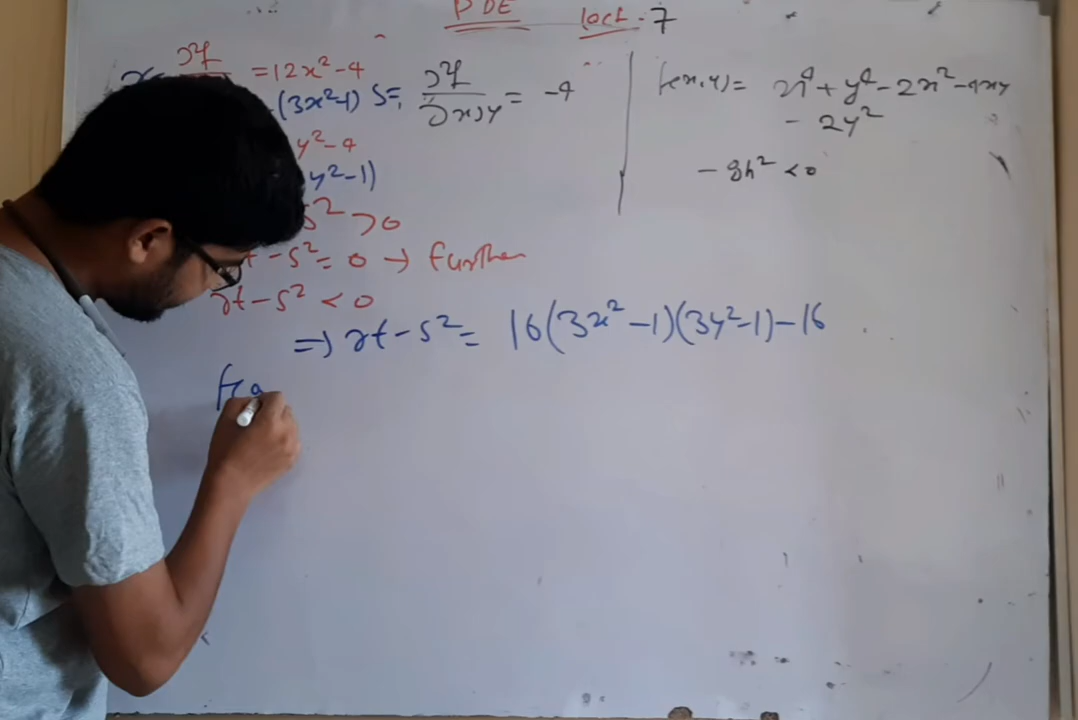 PDE Lect-7
∂²f = 12x²-4
(3x²-1) S = ∂²f/∂x∂y = -4
y²-4
y²-1)
s² >0
t-s² = 0 → further
rt-s² < 0
⇒ rt-s² = 16(3x²-1)(3y²-1)-16
f(x,y) = x⁴+y⁴-2x²-4xy
- 2y²
- 8h² <0